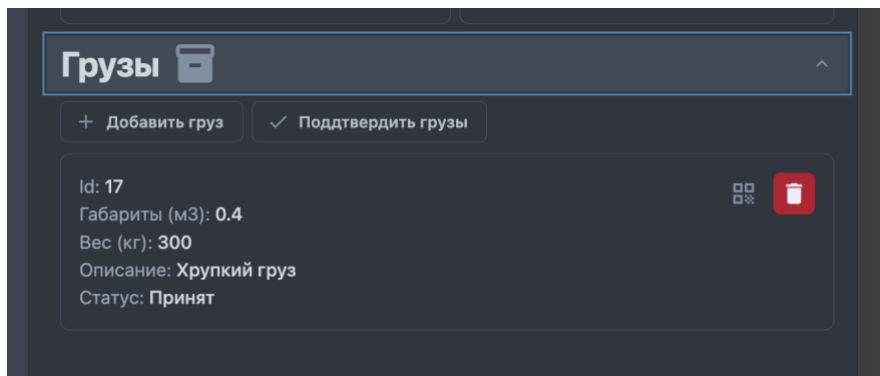 Грузы
Добавить груз Поддтвердить грузы
Id: 17
Габариты (м3): 0.4
Вес (кг): 300
Описание: Хрупкий груз
Статус: Принят